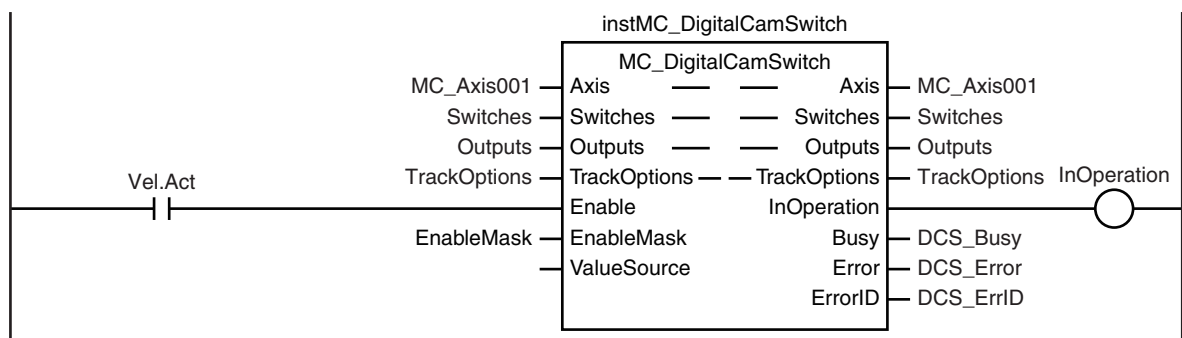 instMC_DigitalCamSwitch
MC_DigitalCamSwitch
MC_Axis001 Axis Axis MC_Axis001
Switches Switches Switches Switches
Outputs Outputs Outputs Outputs
TrackOptions TrackOptions TrackOptions TrackOptions
Vel.Act Enable InOperation InOperation
EnableMask EnableMask Busy DCS_Busy
ValueSource Error DCS_Error
ErrorID DCS_ErrID